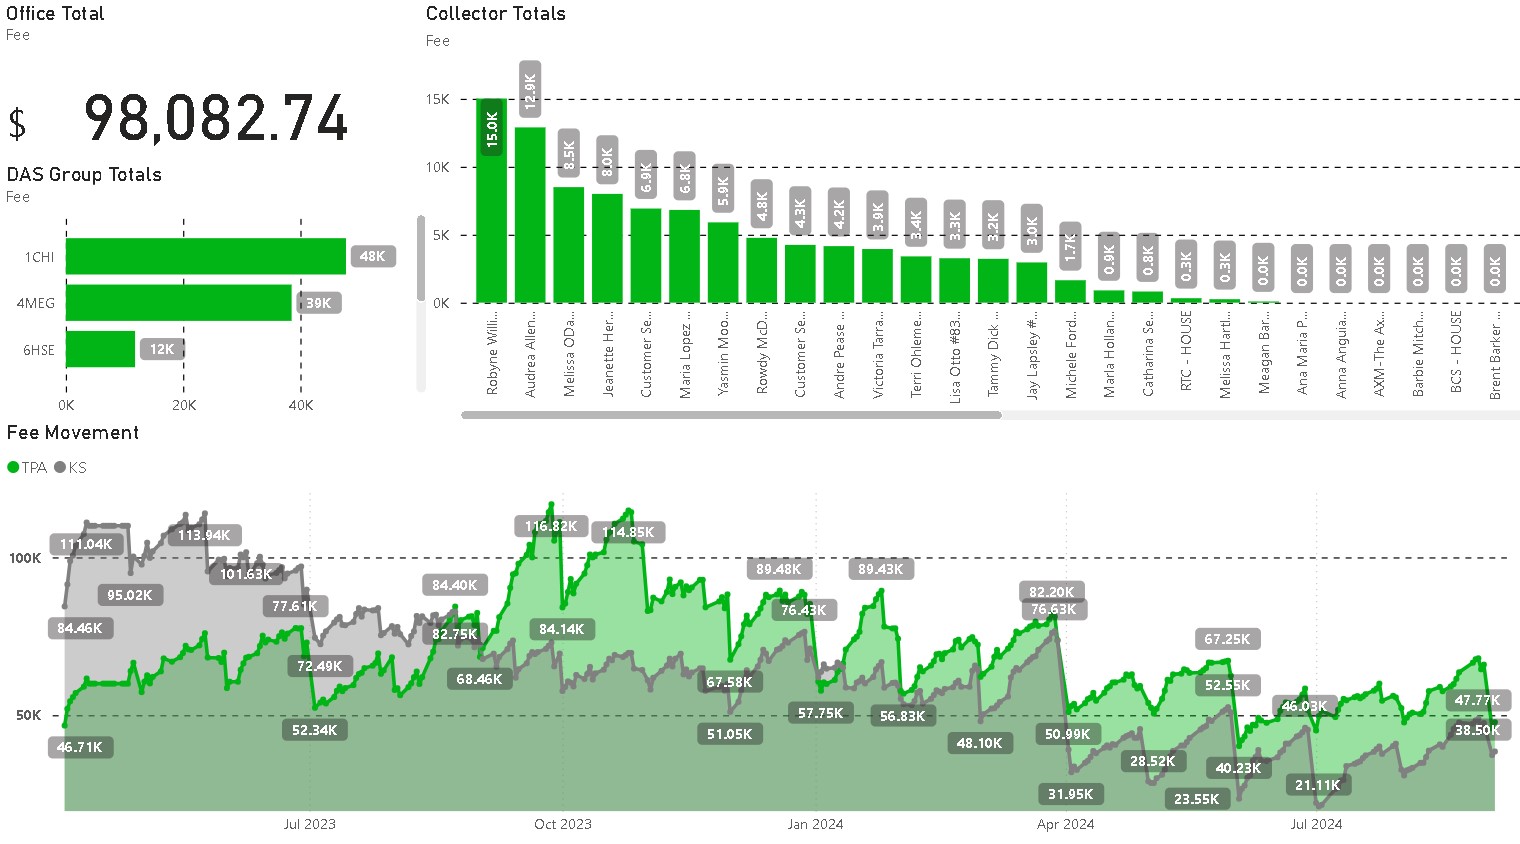 Office Total
Fee
$ 98,082.74
DAS Group Totals
Fee
1CHI 48K
4MEG 39K
6HSE 12K
0K 20K 40K
Collector Totals
Fee
15K
10K
5K
0K
15.0K 12.9K 8.5K 8.0K 6.9K 6.8K 5.9K 4.8K 4.3K 4.2K 3.9K 3.4K 3.3K 3.2K 3.0K 1.7K 0.9K 0.8K 0.3K 0.3K 0.0K 0.0K 0.0K 0.0K 0.0K 0.0K 0.0K
Robyne Willi...
Audrea Allen...
Melissa ODa...
Jeanette Her...
Customer Se...
Maria Lopez ...
Yasmin Moo...
Rowdy McD...
Customer Se...
Andre Pease ...
Victoria Tarra...
Terri Ohleme...
Lisa Otto #83...
Tammy Dick ...
Jay Lapsley #...
Michele Ford...
Marla Hollan...
Catharina Se...
RTC - HOUSE
Melissa Hartl...
Meagan Bar...
Ana Maria P...
Anna Anguia...
AXM-The Ax...
Barbie Mitch...
BCS - HOUSE
Brent Barker ...
Fee Movement
TPA KS
100K
50K
111.04K
95.02K
84.46K
46.71K
113.94K
101.63K
77.61K
72.49K
52.34K
84.40K
82.75K
68.46K
116.82K
84.14K
114.85K
67.58K
51.05K
89.48K
76.43K
57.75K
89.43K
56.83K
48.10K
82.20K
76.63K
50.99K
31.95K
28.52K
23.55K
67.25K
52.55K
40.23K
46.03K
21.11K
47.77K
38.50K
Jul 2023 Oct 2023 Jan 2024 Apr 2024 Jul 2024